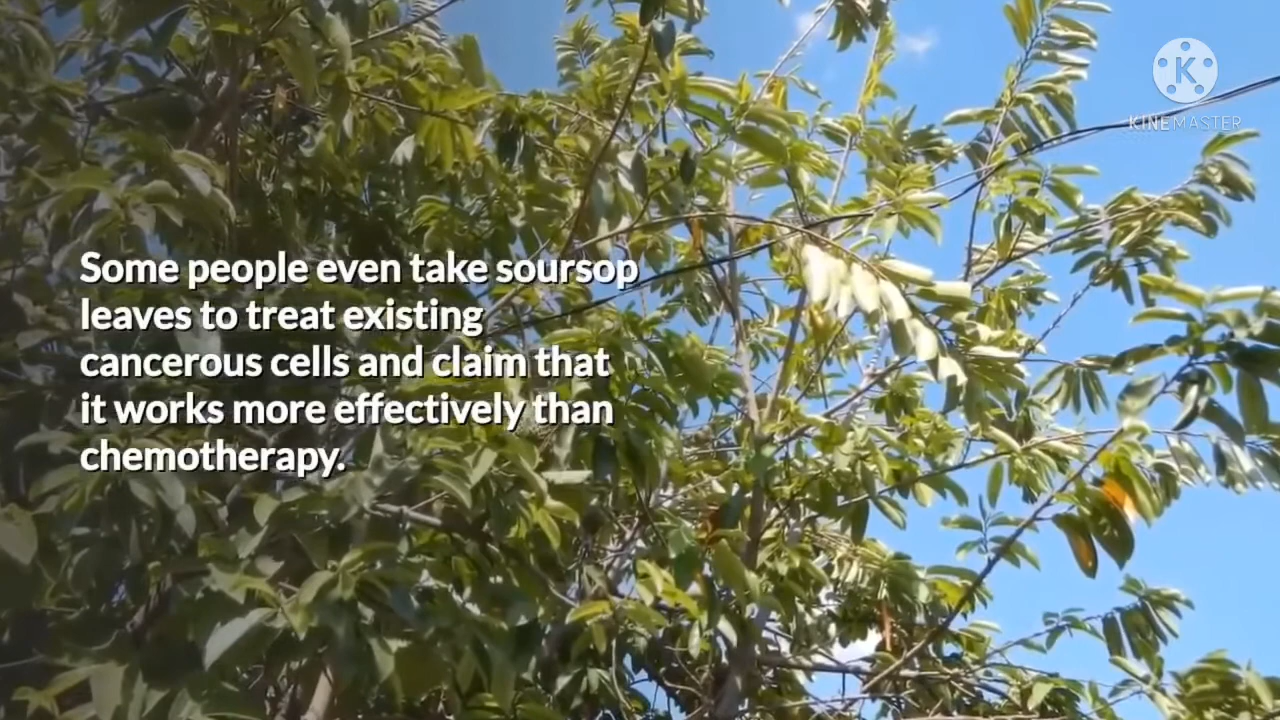 K
KINEMASTER
Some people even take soursop
leaves to treat existing
cancerous cells and claim that
it works more effectively than
chemotherapy.